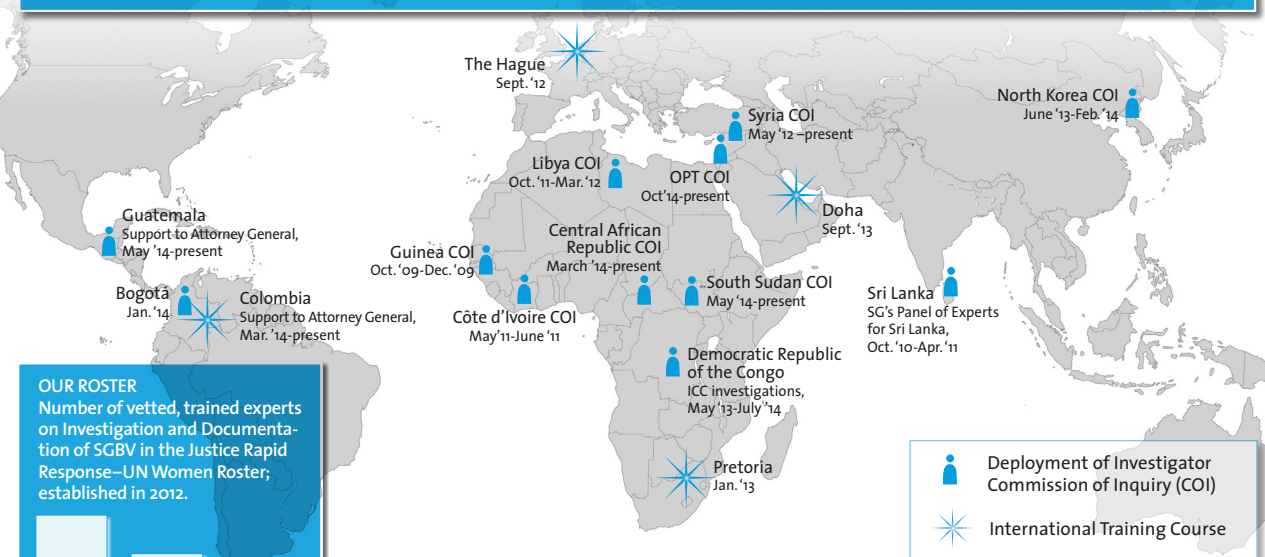 The Hague
Sept. ‘12
North Korea COI
June ‘13-Feb. ‘14
Syria COI
May ‘12 –present
Libya COI
Oct. ‘11-Mar. ‘12
OPT COI
Oct’14-present
Doha
Sept. ‘13
Guatemala
Support to Attorney General,
May ’14-present
Central African
Republic COI
March ’14-present
Guinea COI
Oct. ‘09-Dec. ‘09
South Sudan COI
May ‘14-present
Sri Lanka
SG’s Panel of Experts
for Sri Lanka,
Oct. ‘10-Apr. ‘11
Bogotá
Jan. ‘14
Colombia
Support to Attorney General,
Mar. ’14-present
Côte d’Ivoire COI
May’11-June ‘11
Democratic Republic
of the Congo
ICC investigations,
May ‘13-July ’14
Pretoria
Jan. ‘13
OUR ROSTER
Number of vetted, trained experts
on Investigation and Documenta-
tion of SGBV in the Justice Rapid
Response–UN Women Roster;
established in 2012.
Deployment of Investigator
Commission of Inquiry (COI)
International Training Course